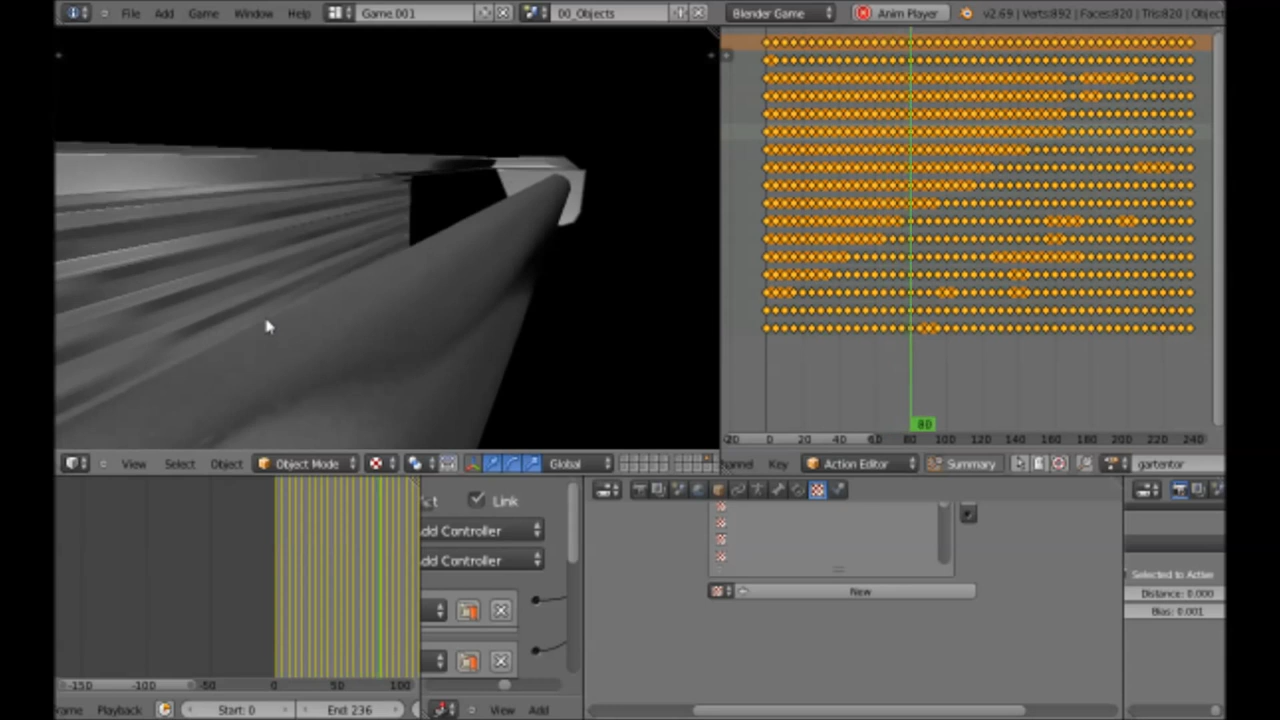 File Add Game Window Help Game.001 00_Objects Blender Game Anim Player v2.69 | Verts:892 | Faces:820 | Tris:820 | Object
80
-20 0 20 40 60 80 100 120 140 160 180 200 220 240
View Select Object Object Mode Global Key Action Editor Summary gartentor
Link
Add Controller
Add Controller
New
Selected to Active
Distance: 0.000
Bias: 0.001
-150 -100 -50 0 50 100
Playback Start: 0 End: 236 View Add